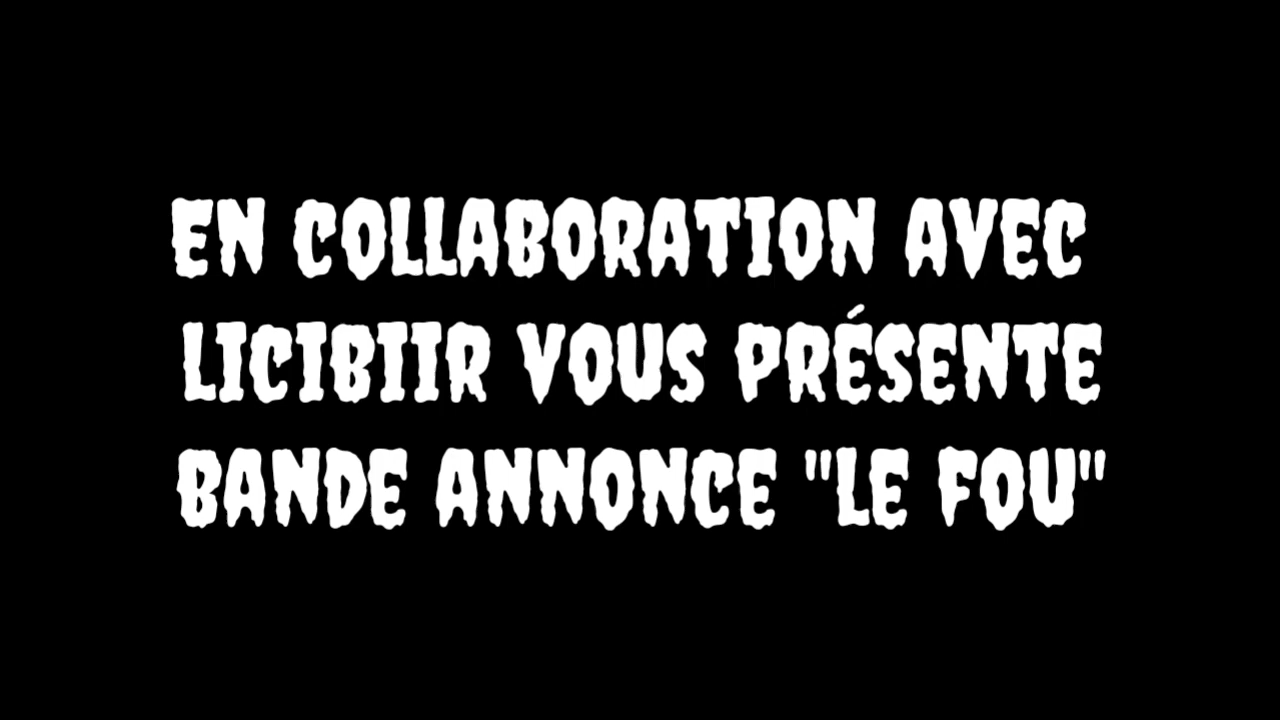 EN COLLABORATION AVEC
LICIBIIR VOUS PRÉSENTE
BANDE ANNONCE "LE FOU"